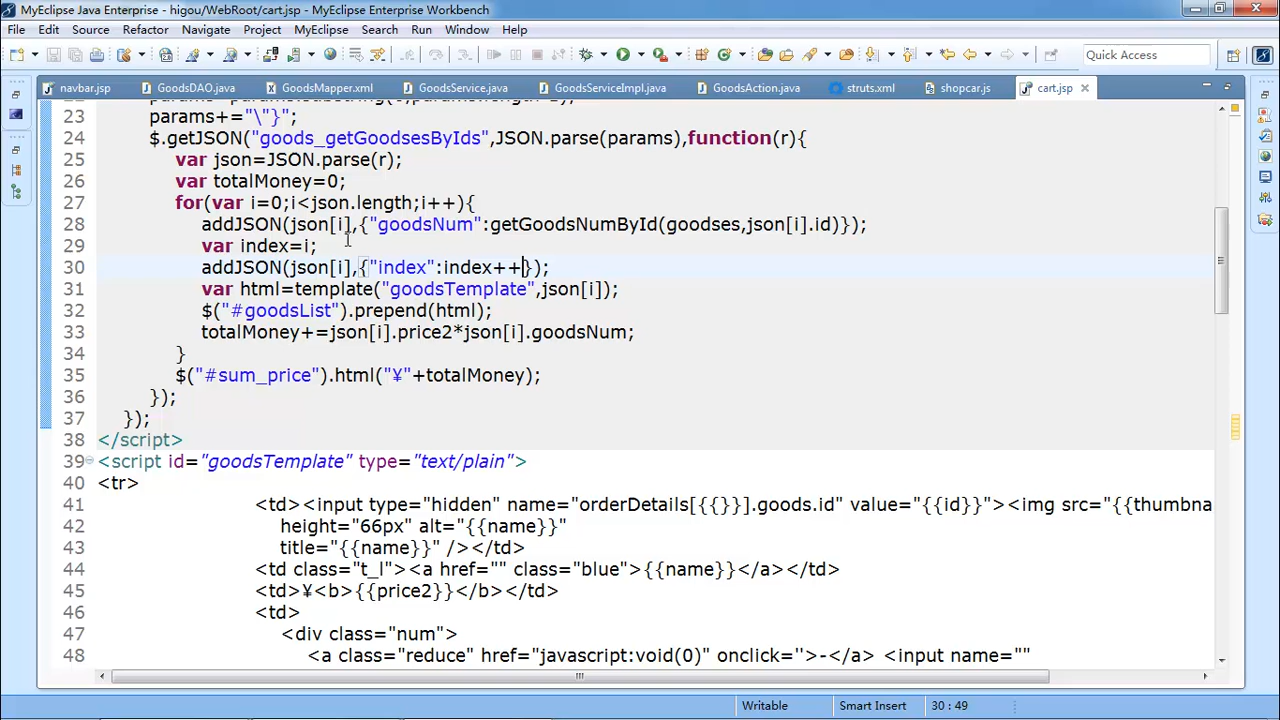 MyEclipse Java Enterprise - higou/WebRoot/cart.jsp - MyEclipse Enterprise Workbench
File Edit Source Refactor Navigate Project MyEclipse Search Run Window Help
Quick Access
navbar.jsp GoodsDAO.java GoodsMapper.xml GoodsService.java GoodsServiceImpl.java GoodsAction.java struts.xml shopcar.jsp cart.jsp
23 params+="\"}";
24 $.getJSON("goods_getGoodsesByIds",JSON.parse(params),function(r){
25 var json=JSON.parse(r);
26 var totalMoney=0;
27 for(var i=0;i<json.length;i++){
28 addJSON(json[i],{"goodsNum":getGoodsNumById(goodses,json[i].id)});
29 var index=i;
30 addJSON(json[i],{"index":index++});
31 var html=template("goodsTemplate",json[i]);
32 $("#goodsList").prepend(html);
33 totalMoney+=json[i].price2*json[i].goodsNum;
34 }
35 $("#sum_price").html("¥"+totalMoney);
36 });
37 });
38 </script>
39 <script id="goodsTemplate" type="text/plain">
40 <tr>
41 <td><input type="hidden" name="orderDetails[{{}}].goods.id" value="{{id}}"><img src="{{thumbna
42 height="66px" alt="{{name}}"
43 title="{{name}}" /></td>
44 <td class="t_l"><a href="" class="blue">{{name}}</a></td>
45 <td>¥<b>{{price2}}</b></td>
46 <td>
47 <div class="num">
48 <a class="reduce" href="javascript:void(0)" onclick=''>-</a> <input name=""
Writable Smart Insert 30 : 49